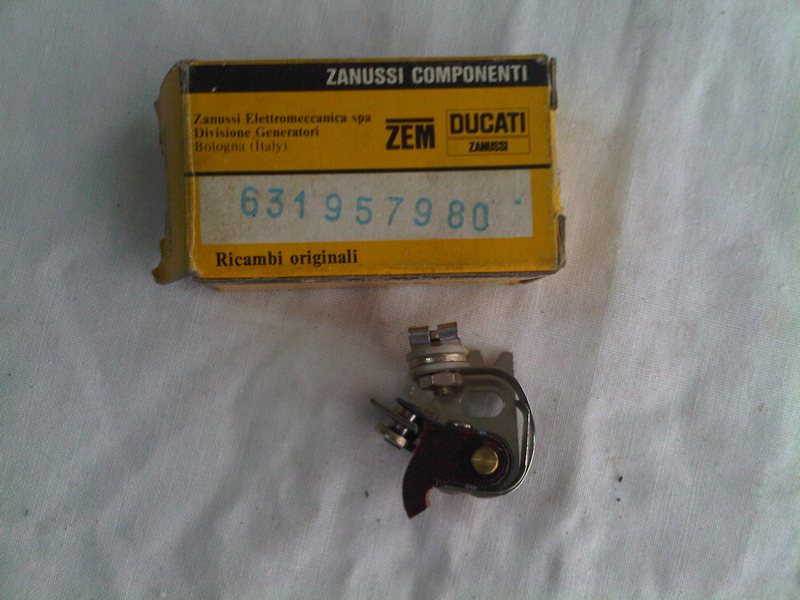 ZANUSSI COMPONENTI
Zanussi Elettromeccanica spa
Divisione Generatori
Bologna (Italy)
ZEM
DUCATI
ZANUSSI
631957980
Ricambi originali